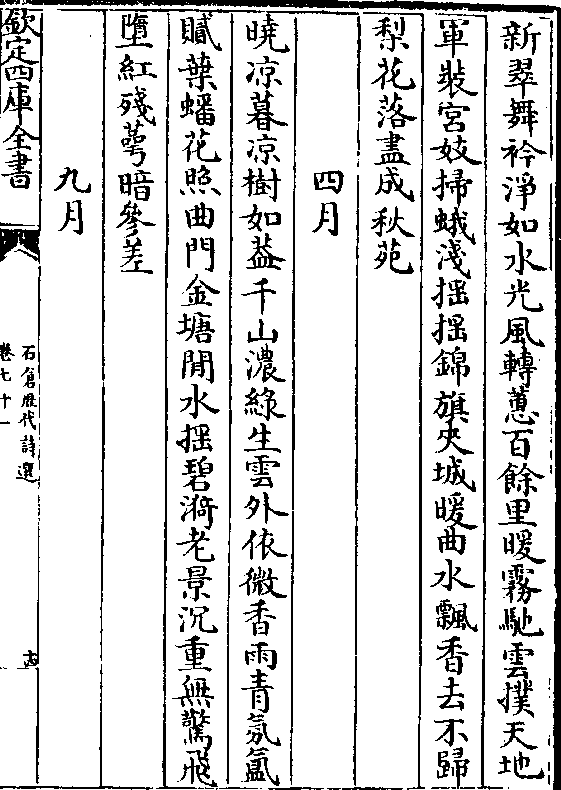 新翠舞衿淨如水光風轉蕙百餘里暖霧馳雲撲天地
軍裝宮妓掃蛾淺揺揺錦旗夾城暖曲水飄香去不歸
梨花落盡成秋苑
四月
曉凉暮凉樹如葢千山濃綠生雲外依微香雨青氛氲
膩葉蟠花照曲門金塘閒水揺碧漪老景沉重無驚飛
墮紅殘萼暗參差
九月
欽定四庫全書
石倉歴代詩選
卷七十一